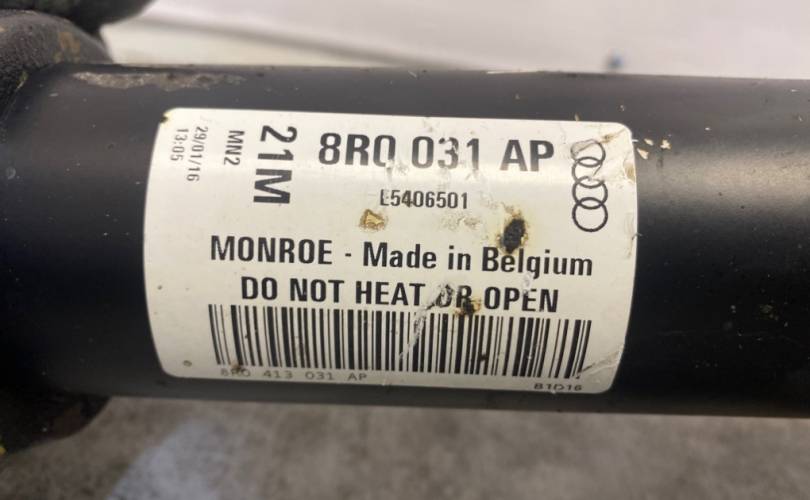 29/01/16
13:05
MN2
21M
8R0 031 AP
E5406501
MONROE - Made in Belgium
DO NOT HEAT OR OPEN
8R0 413 031 AP
B1D16